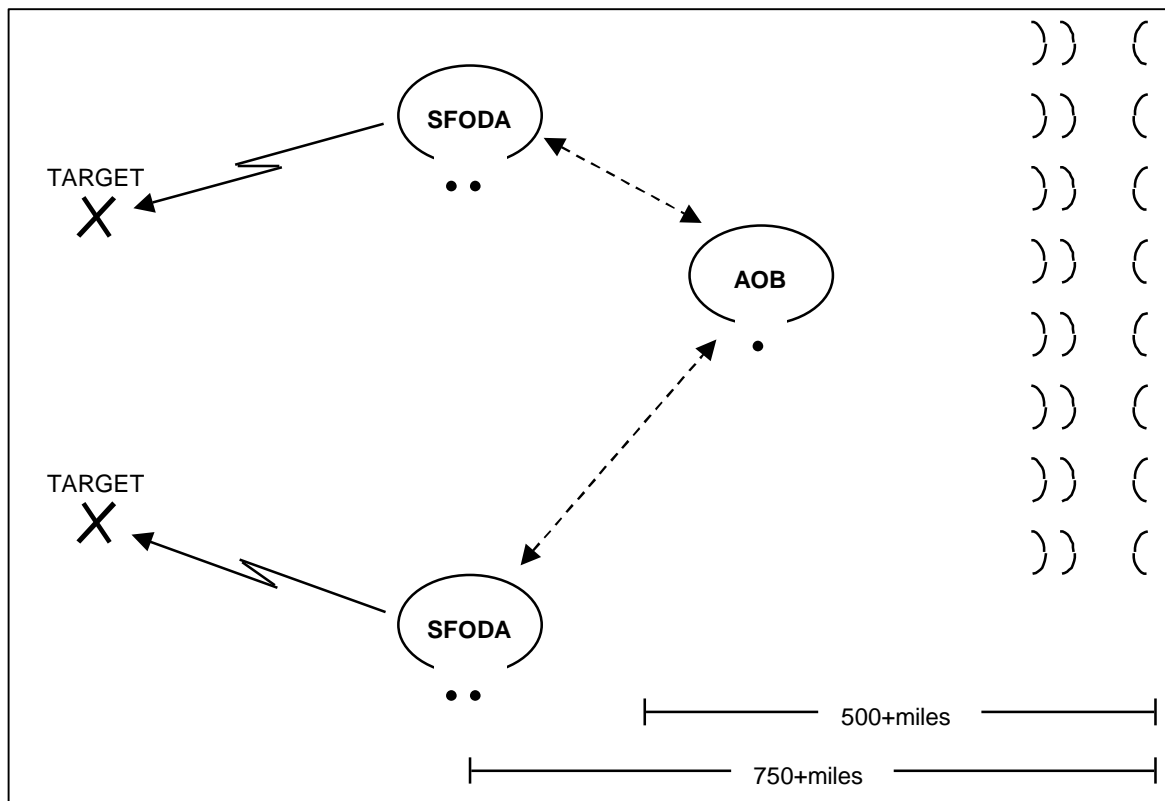 SFODA
TARGET
AOB
TARGET
SFODA
500+miles
750+miles